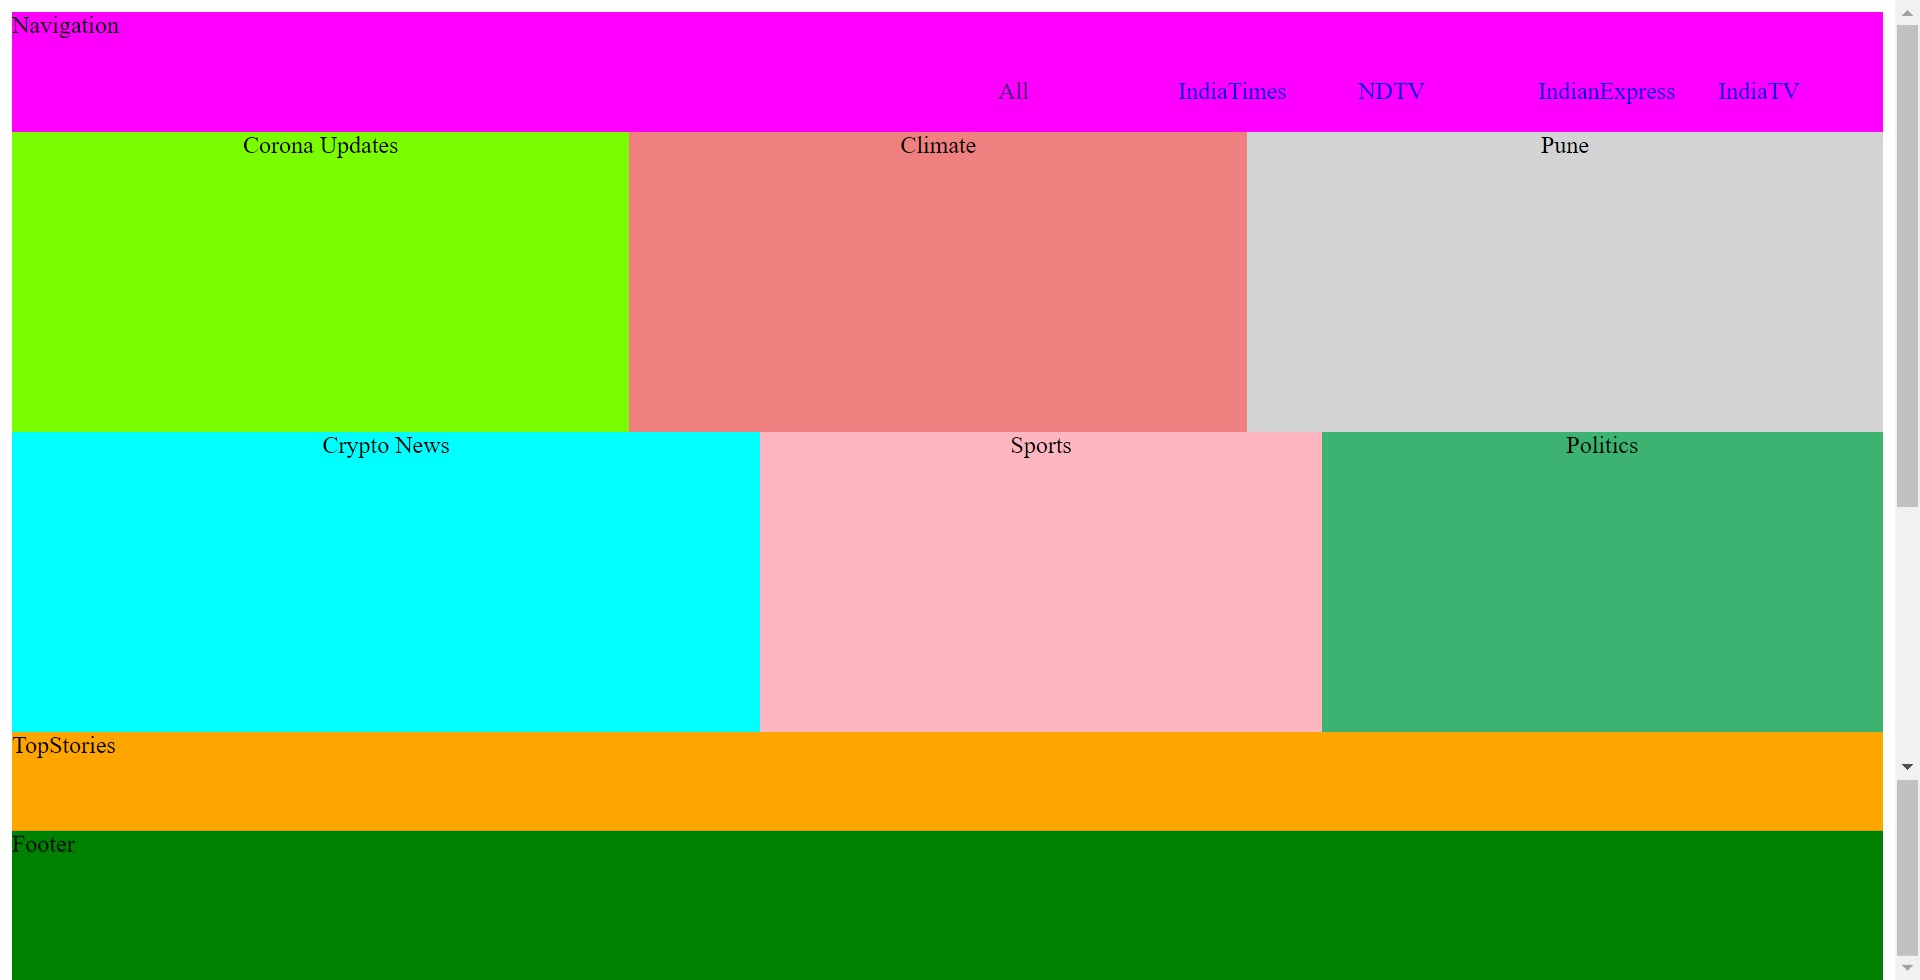 Navigation
All IndiaTimes NDTV IndianExpress IndiaTV
Corona Updates Climate Pune
Crypto News Sports Politics
TopStories
Footer